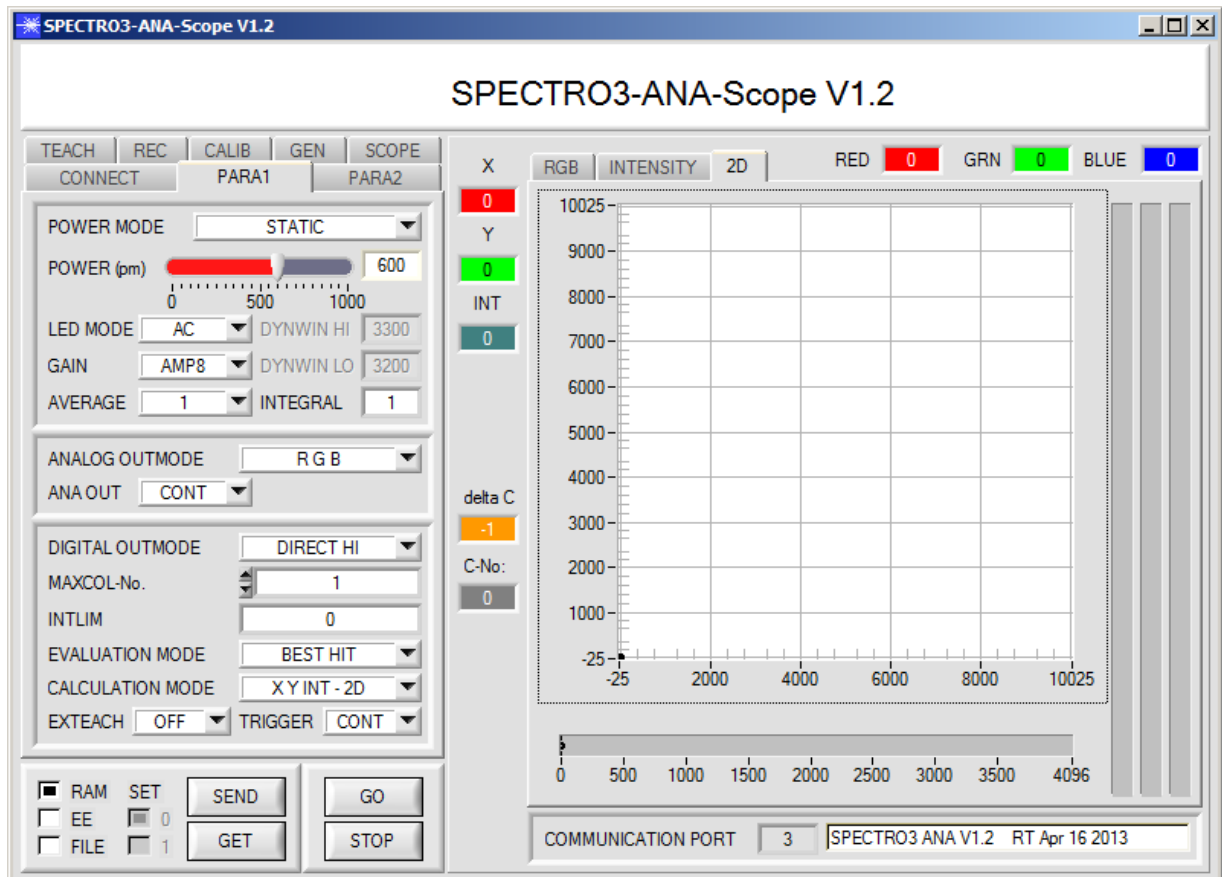 SPECTRO3-ANA-Scope V1.2
SPECTRO3-ANA-Scope V1.2
TEACH REC CALIB GEN SCOPE
CONNECT PARA1 PARA2
POWER MODE STATIC
POWER (pm) 600
0 500 1000
LED MODE AC DYNWIN HI 3300
GAIN AMP8 DYNWIN LO 3200
AVERAGE 1 INTEGRAL 1
ANALOG OUTMODE R G B
ANA OUT CONT
DIGITAL OUTMODE DIRECT HI
MAXCOL-No. 1
INTLIM 0
EVALUATION MODE BEST HIT
CALCULATION MODE X Y INT - 2D
EXTEACH OFF TRIGGER CONT
RAM SET SEND GO
EE 0
FILE 1 GET STOP
X
0
Y
0
INT
0
delta C
-1
C-No:
0
RGB INTENSITY 2D RED 0 GRN 0 BLUE 0
10025
9000
8000
7000
6000
5000
4000
3000
2000
1000
-25
-25 2000 4000 6000 8000 10025
0 500 1000 1500 2000 2500 3000 3500 4096
COMMUNICATION PORT 3 SPECTRO3 ANA V1.2 RT Apr 16 2013